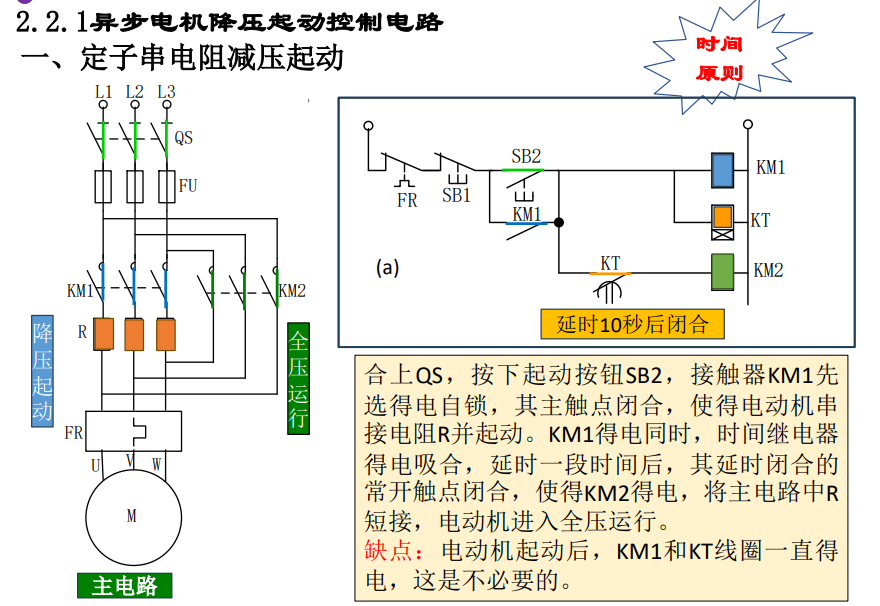 2.2.1异步电机降压起动控制电路
一、定子串电阻减压起动
时间
原则
L1 L2 L3
QS
FU
KM1
KM2
R
降压起动
全压运行
FR
U V W
M
主电路
FR
SB1
SB2
KM1
KM1
KT
KT
KM2
(a)
延时10秒后闭合
合上QS，按下起动按钮SB2，接触器KM1先
选得电自锁，其主触点闭合，使得电动机串
接电阻R并起动。KM1得电同时，时间继电器
得电吸合，延时一段时间后，其延时闭合的
常开触点闭合，使得KM2得电，将主电路中R
短接，电动机进入全压运行。
缺点：电动机起动后，KM1和KT线圈一直得
电，这是不必要的。